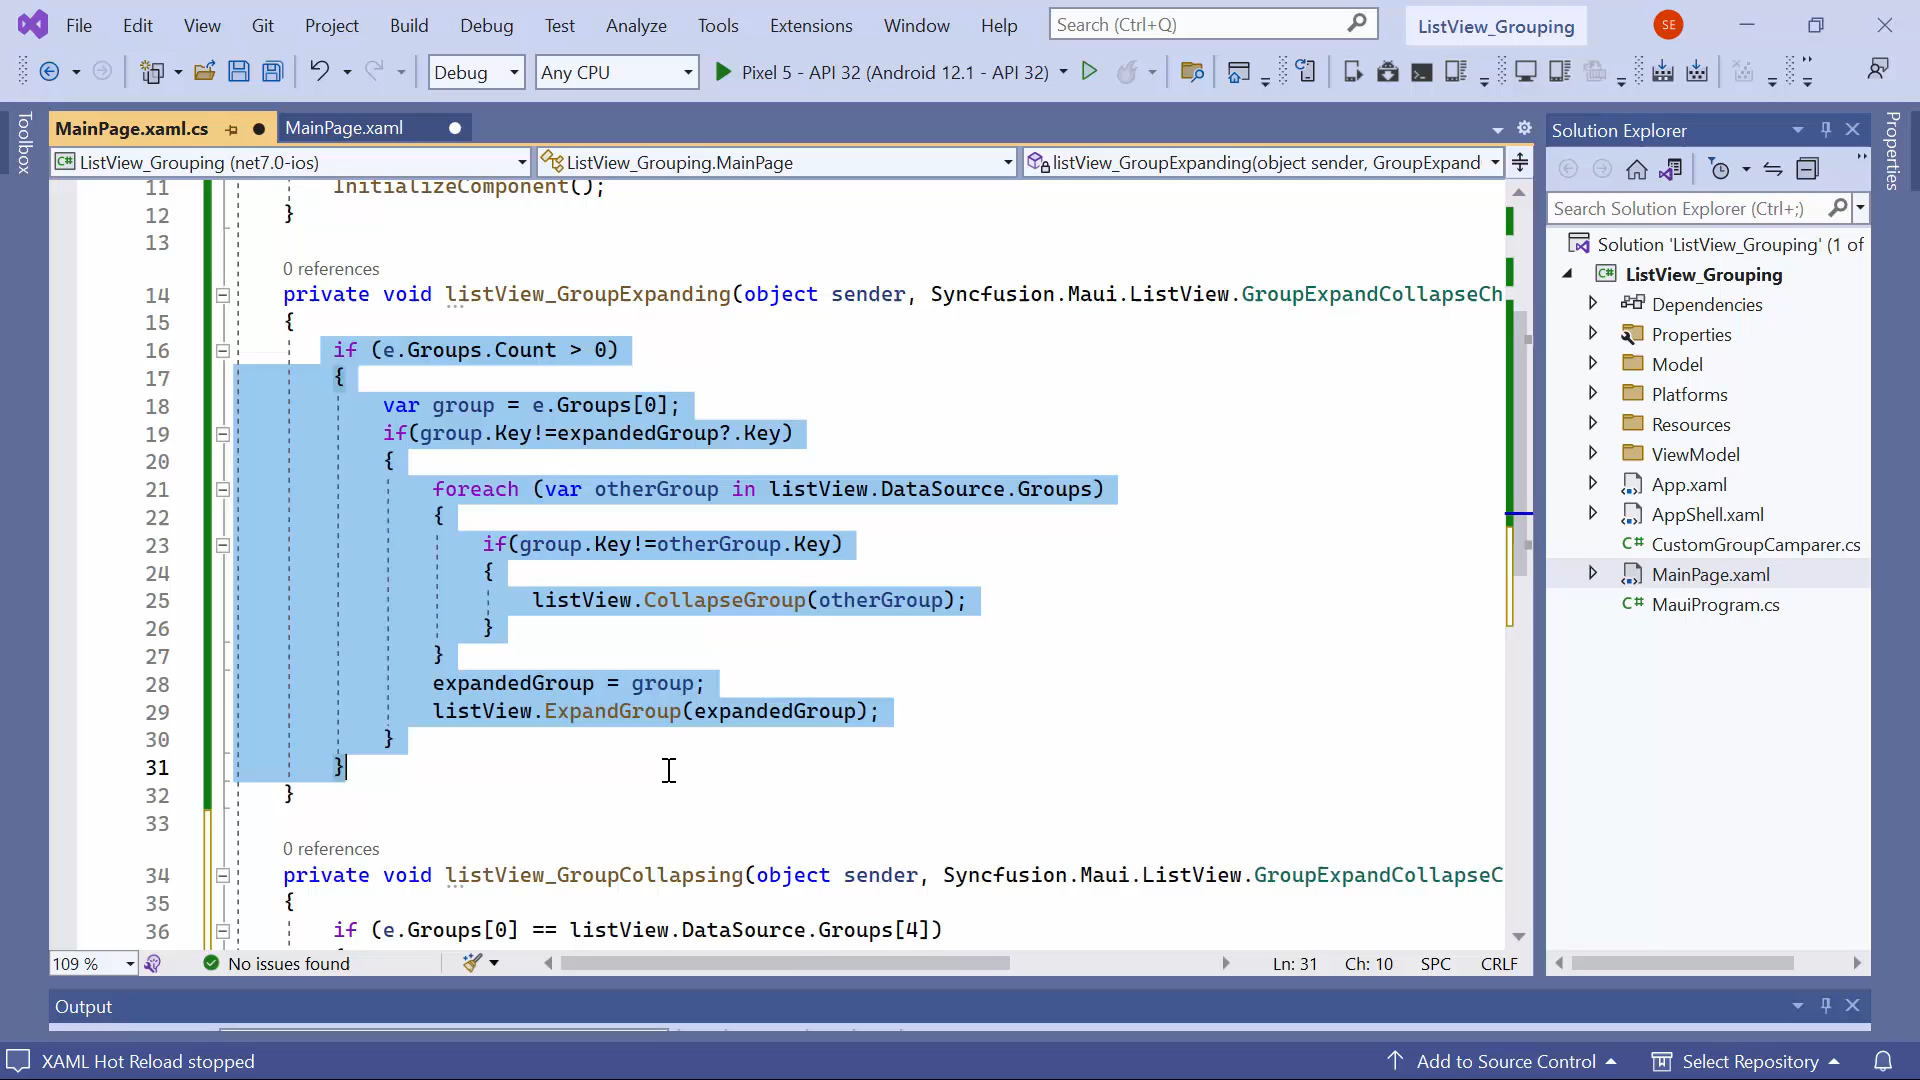 File Edit View Git Project Build Debug Test Analyze Tools Extensions Window Help Search (Ctrl+Q) ListView_Grouping SE
Debug Any CPU Pixel 5 - API 32 (Android 12.1 - API 32)
Toolbox
MainPage.xaml.cs MainPage.xaml
ListView_Grouping (net7.0-ios) ListView_Grouping.MainPage listView_GroupExpanding(object sender, GroupExpand
11 InitializeComponent();
12 }
13
0 references
14 private void listView_GroupExpanding(object sender, Syncfusion.Maui.ListView.GroupExpandCollapseCh
15 {
16 if (e.Groups.Count > 0)
17 {
18 var group = e.Groups[0];
19 if(group.Key!=expandedGroup?.Key)
20 {
21 foreach (var otherGroup in listView.DataSource.Groups)
22 {
23 if(group.Key!=otherGroup.Key)
24 {
25 listView.CollapseGroup(otherGroup);
26 }
27 }
28 expandedGroup = group;
29 listView.ExpandGroup(expandedGroup);
30 }
31 }
32 }
33
0 references
34 private void listView_GroupCollapsing(object sender, Syncfusion.Maui.ListView.GroupExpandCollapseC
35 {
36 if (e.Groups[0] == listView.DataSource.Groups[4])
109 % No issues found Ln: 31 Ch: 10 SPC CRLF
Solution Explorer
Search Solution Explorer (Ctrl+;)
Solution 'ListView_Grouping' (1 of
C# ListView_Grouping
Dependencies
Properties
Model
Platforms
Resources
ViewModel
App.xaml
AppShell.xaml
C# CustomGroupCamparer.cs
MainPage.xaml
C# MauiProgram.cs
Properties
Output
XAML Hot Reload stopped Add to Source Control Select Repository